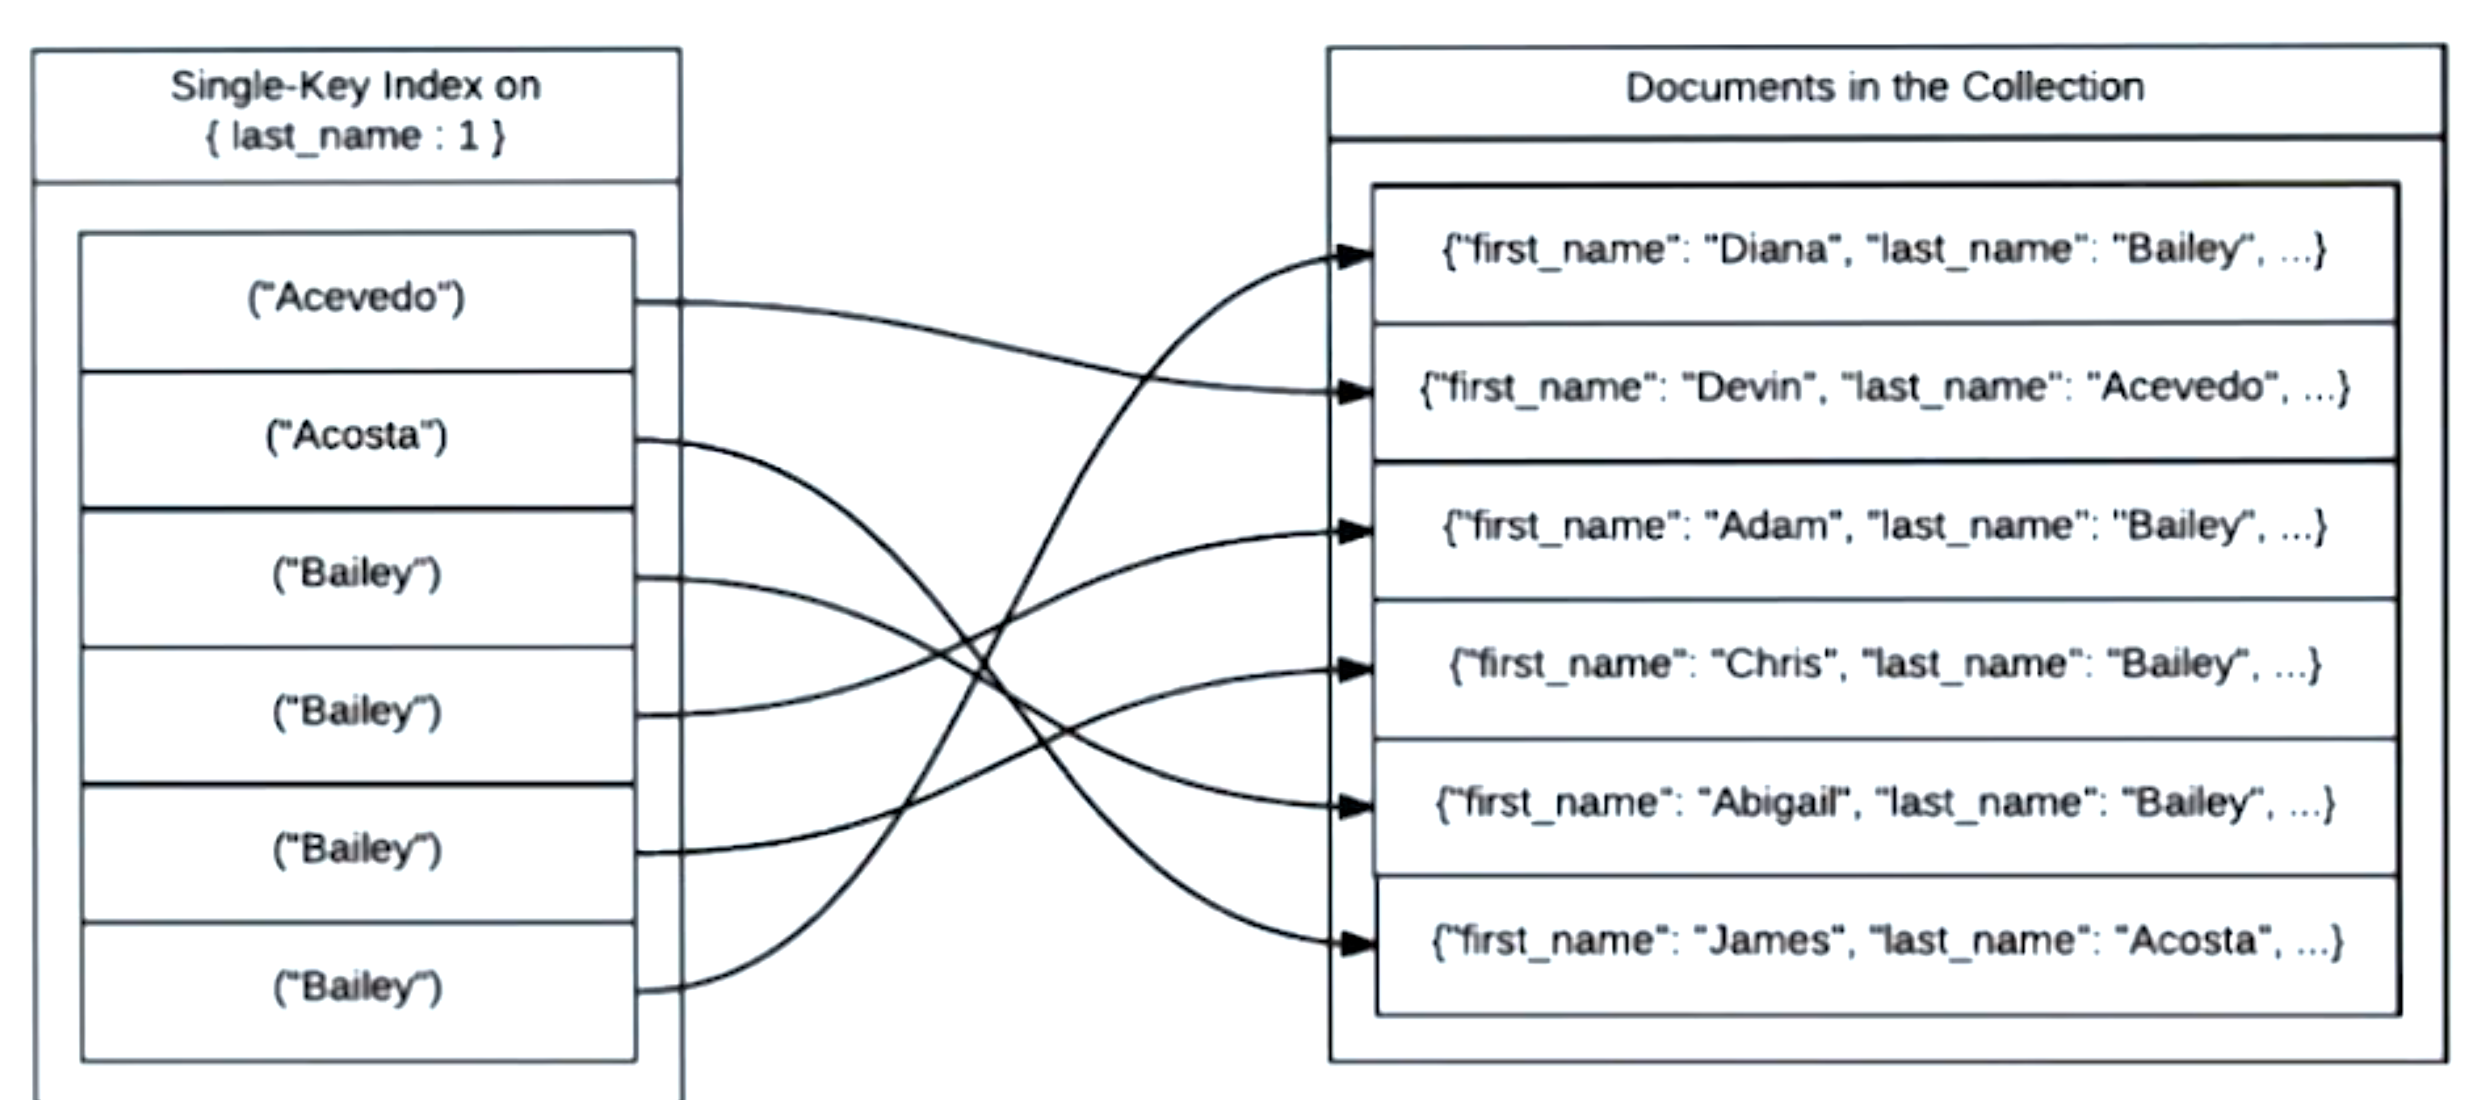 Single-Key Index on
{ last_name : 1 }
("Acevedo")
("Acosta")
("Bailey")
("Bailey")
("Bailey")
("Bailey")
Documents in the Collection
{"first_name": "Diana", "last_name": "Bailey", ...}
{"first_name": "Devin", "last_name": "Acevedo", ...}
{"first_name": "Adam", "last_name": "Bailey", ...}
{"first_name": "Chris", "last_name": "Bailey", ...}
{"first_name": "Abigail", "last_name": "Bailey", ...}
{"first_name": "James", "last_name": "Acosta", ...}